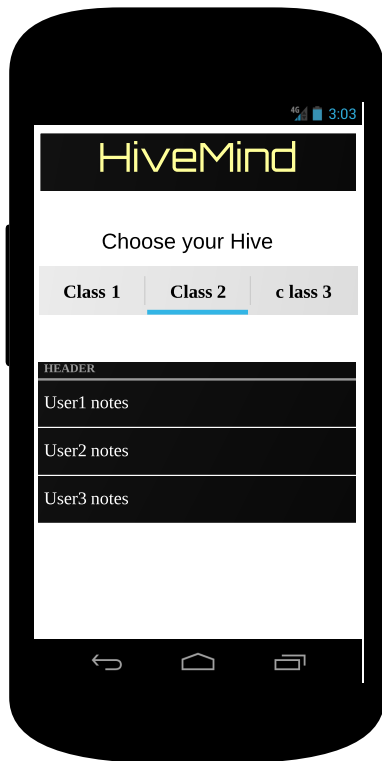 4G 3:03
HiveMind
Choose your Hive
Class 1 Class 2 c lass 3
HEADER
User1 notes
User2 notes
User3 notes